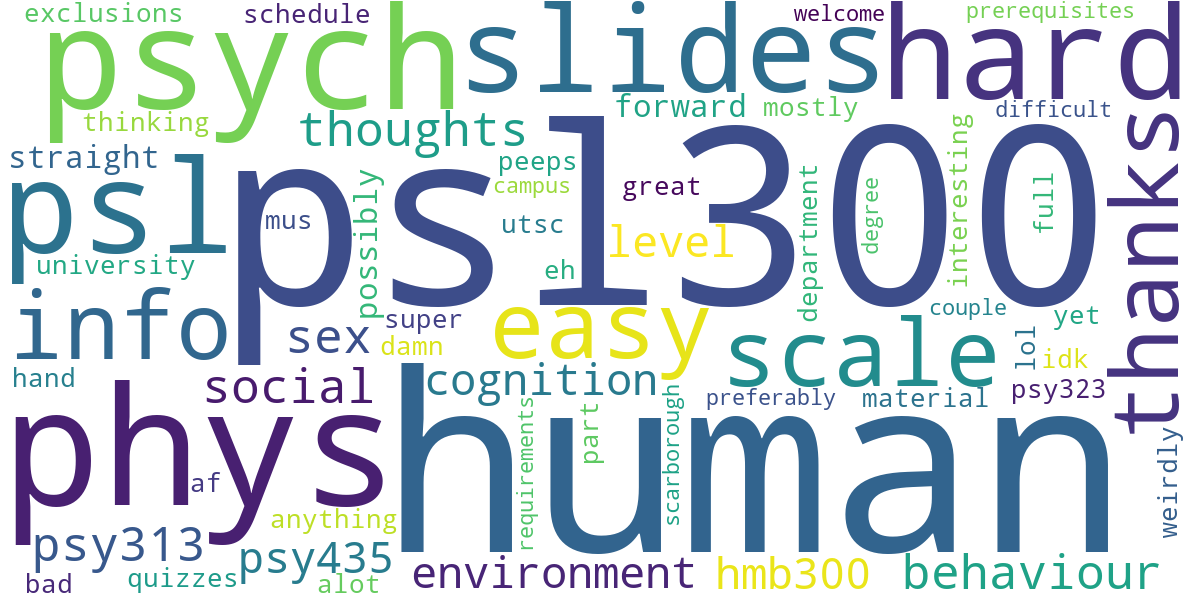 exclusions
schedule
welcome
prerequisites
psych
slides
hard
thinking
thoughts
forward
mostly
difficult
straight
psl
psl300
peeps
campus
great
thanks
mus
possibly
utsc
level
department
degree
interesting
full
university
eh
info
sex
super
damn
easy
couple
yet
scale
lol
idk
hand
social
cognition
preferably
material
psy323
phys
human
af
requirements
part
scarborough
weirdly
psy313
anything
psy435
bad
quizzes
alot
environment
hmb300
behaviour